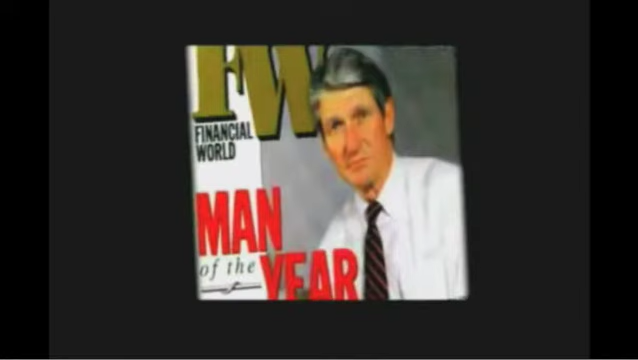 FW
FINANCIAL
WORLD
MAN
of the
YEAR